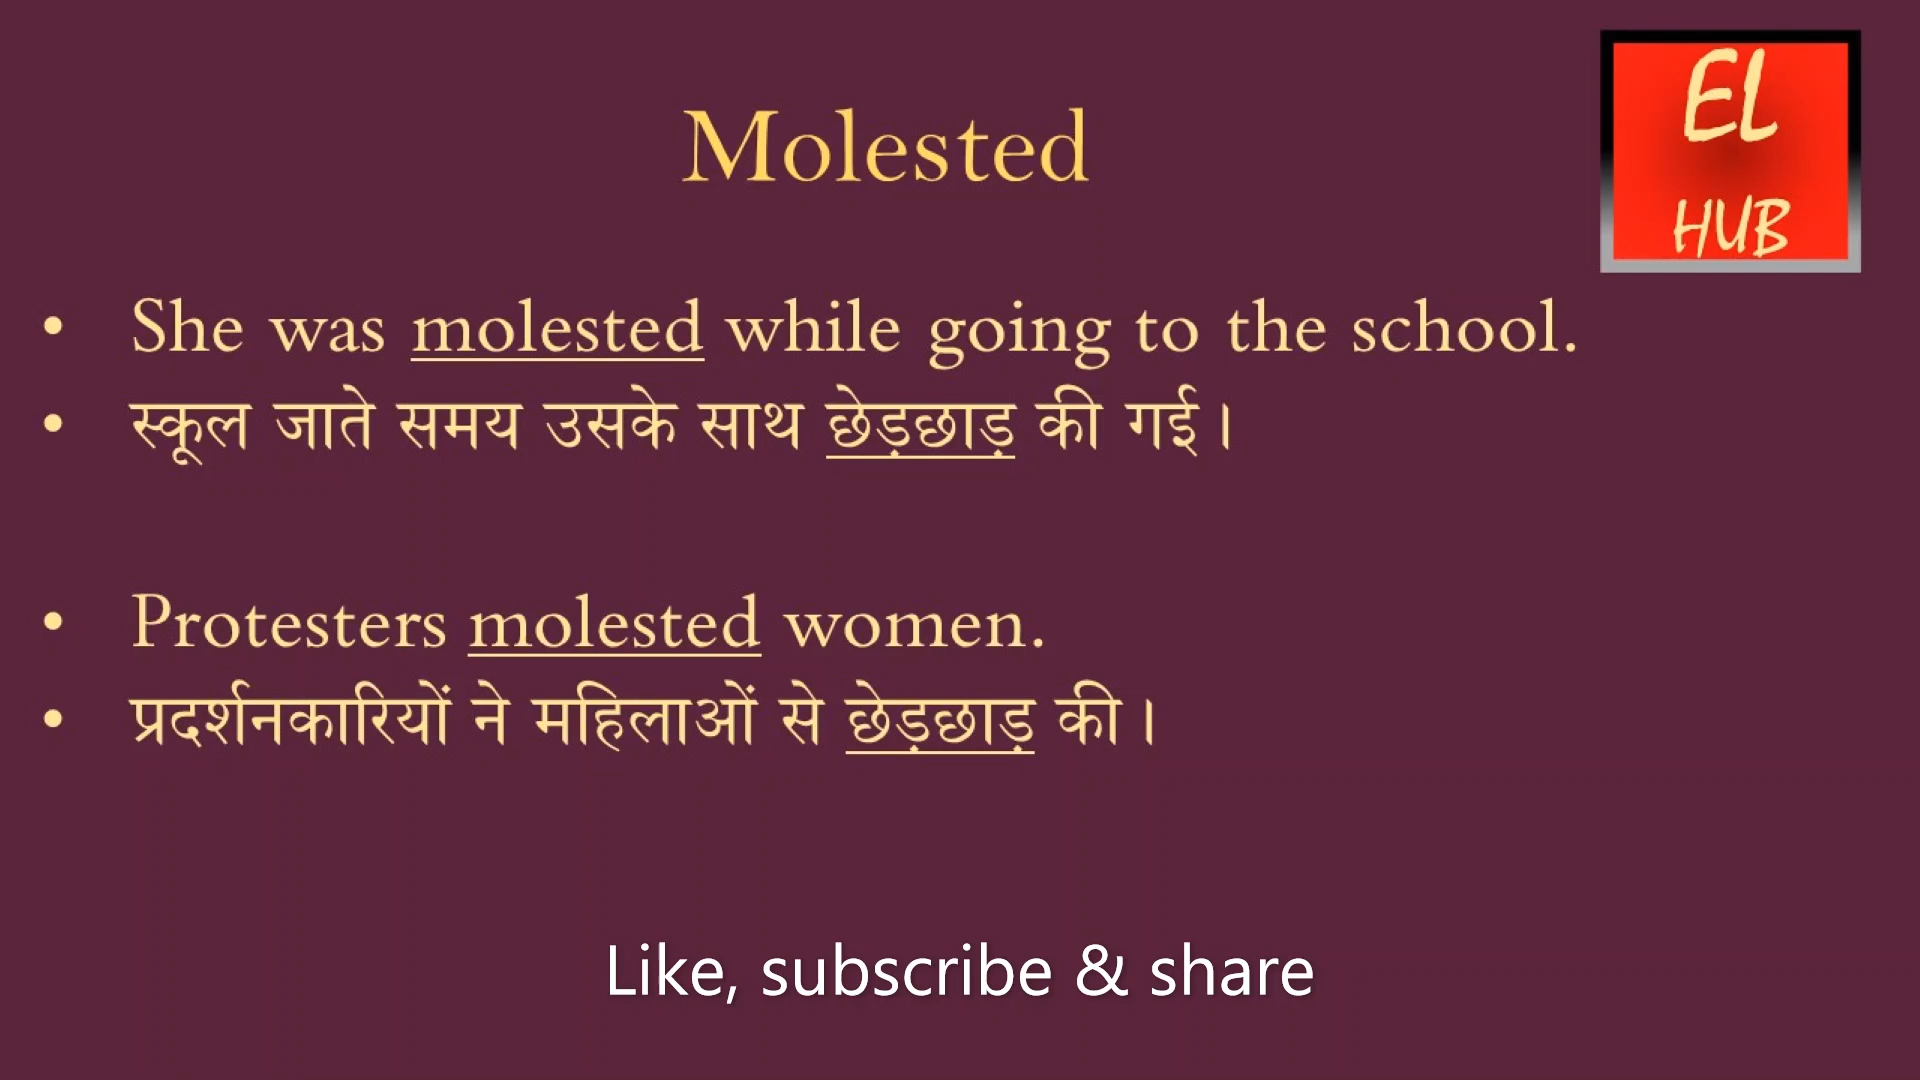 EL
HUB
Molested
• She was molested while going to the school.
• स्कूल जाते समय उसके साथ छेड़छाड़ की गई।
• Protesters molested women.
• प्रदर्शनकारियों ने महिलाओं से छेड़छाड़ की।
Like, subscribe & share